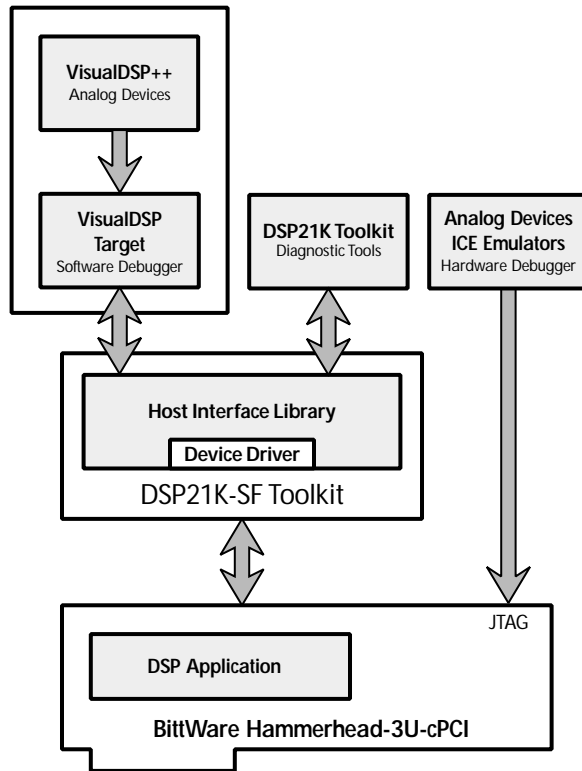 VisualDSP++
Analog Devices
VisualDSP
Target
Software Debugger
DSP21K Toolkit
Diagnostic Tools
Analog Devices
ICE Emulators
Hardware Debugger
Host Interface Library
Device Driver
DSP21K-SF Toolkit
JTAG
DSP Application
BittWare Hammerhead-3U-cPCI